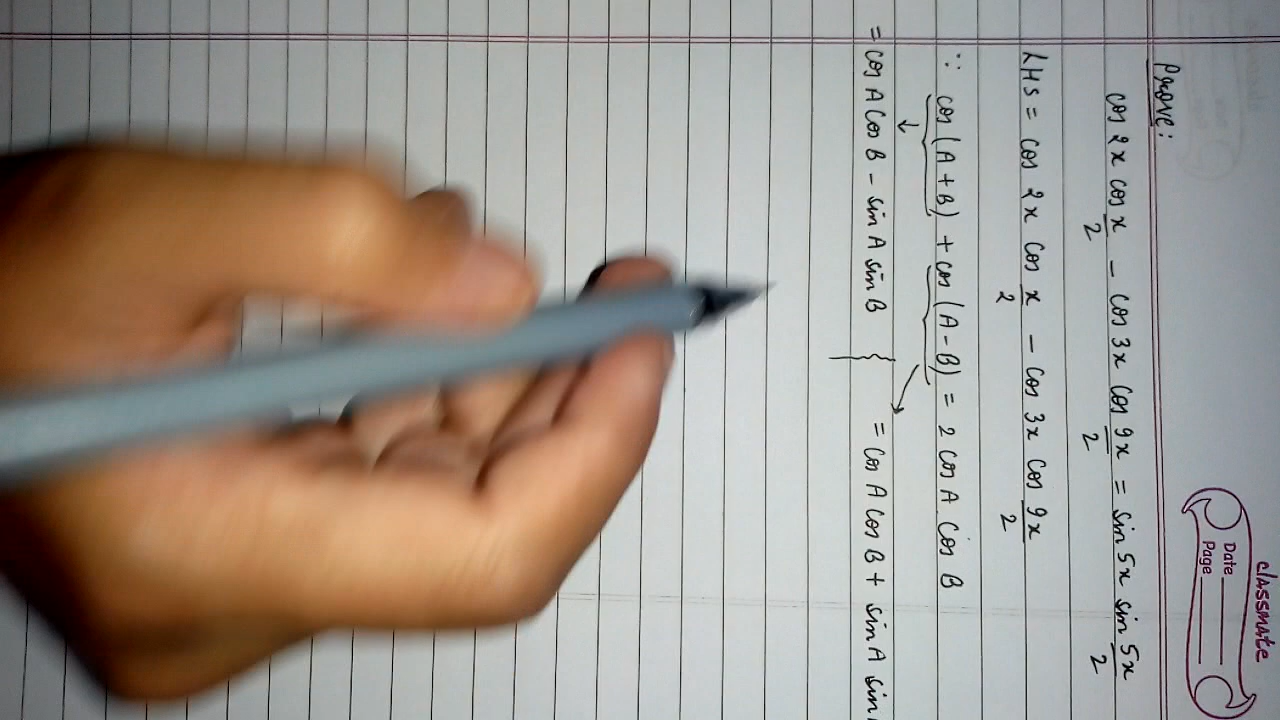 classmate
Date
Page
Prove:
cos 2x cos x/2 - cos 3x cos 9x/2 = sin 5x sin 5x/2
LHS = cos 2x cos x/2 - cos 3x cos 9x/2
∵ cos(A+B) + cos(A-B) = 2 cos A cos B
= cos A cos B - sin A sin B } = cos A cos B + sin A sin